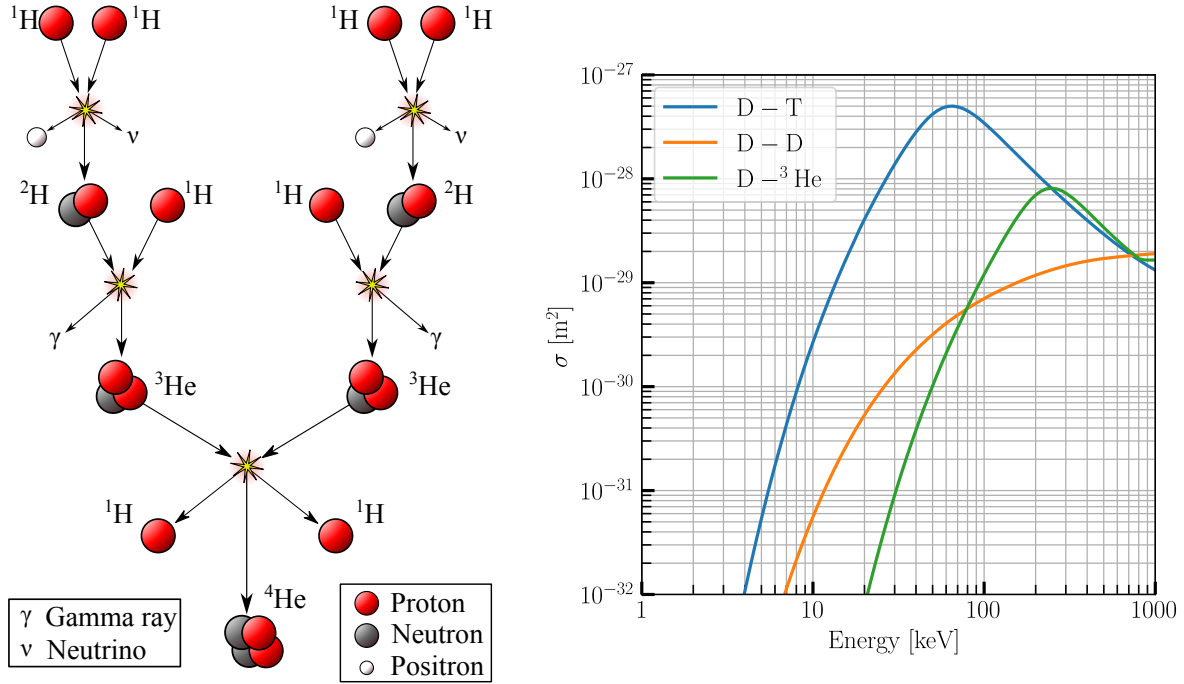 ¹H ¹H ¹H ¹H
ν ν
²H ¹H ¹H ²H
γ γ
³He ³He
¹H ¹H
⁴He
γ Gamma ray
ν Neutrino
Proton
Neutron
Positron
10⁻²⁷
10⁻²⁸
10⁻²⁹
10⁻³⁰
10⁻³¹
10⁻³²
σ [m²]
D − T
D − D
D −³ He
1 10 100 1000
Energy [keV]